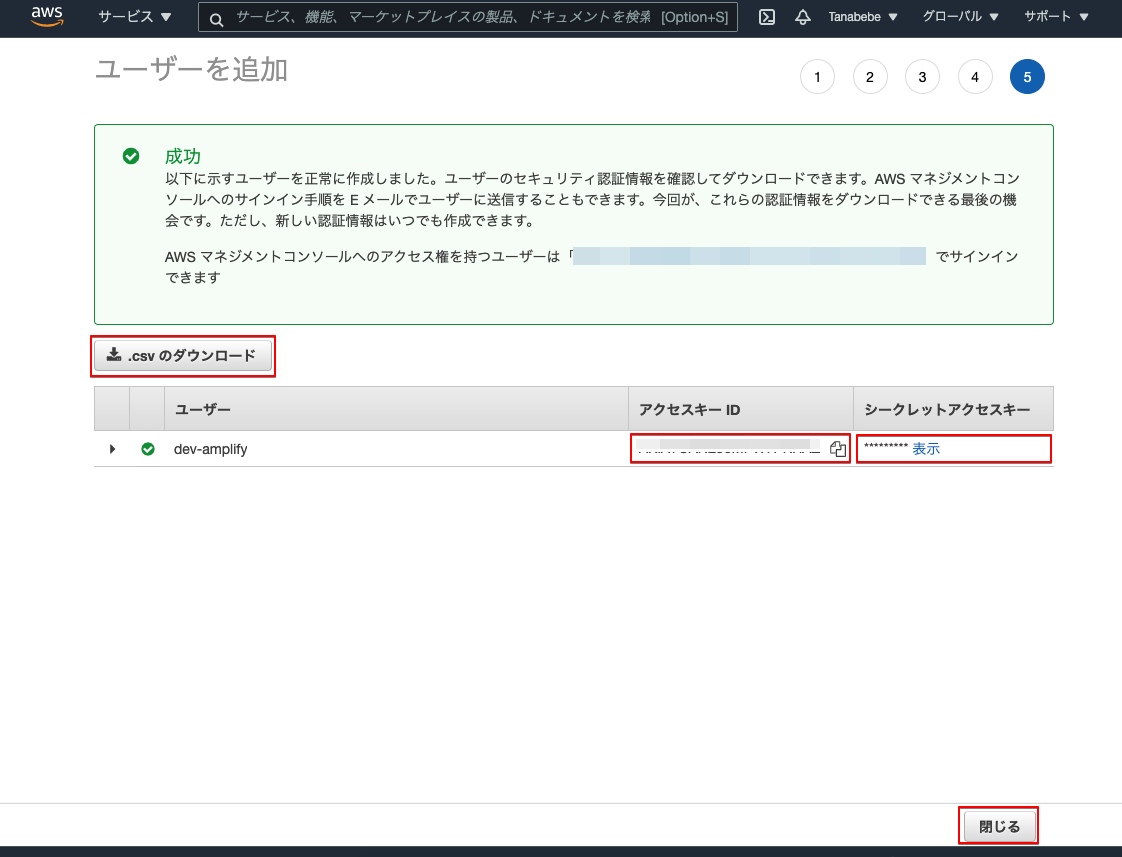 aws サービス ▼ サービス、機能、マーケットプレイスの製品、ドキュメントを検索 [Option+S] Tanabebe ▼ グローバル ▼ サポート ▼
ユーザーを追加
1 2 3 4 5
成功
以下に示すユーザーを正常に作成しました。ユーザーのセキュリティ認証情報を確認してダウンロードできます。AWS マネジメントコン
ソールへのサインイン手順を E メールでユーザーに送信することもできます。今回が、これらの認証情報をダウンロードできる最後の機
会です。ただし、新しい認証情報はいつでも作成できます。
AWS マネジメントコンソールへのアクセス権を持つユーザーは「 でサインイン
できます
.csv のダウンロード
ユーザー アクセスキー ID シークレットアクセスキー
dev-amplify ********* 表示
閉じる